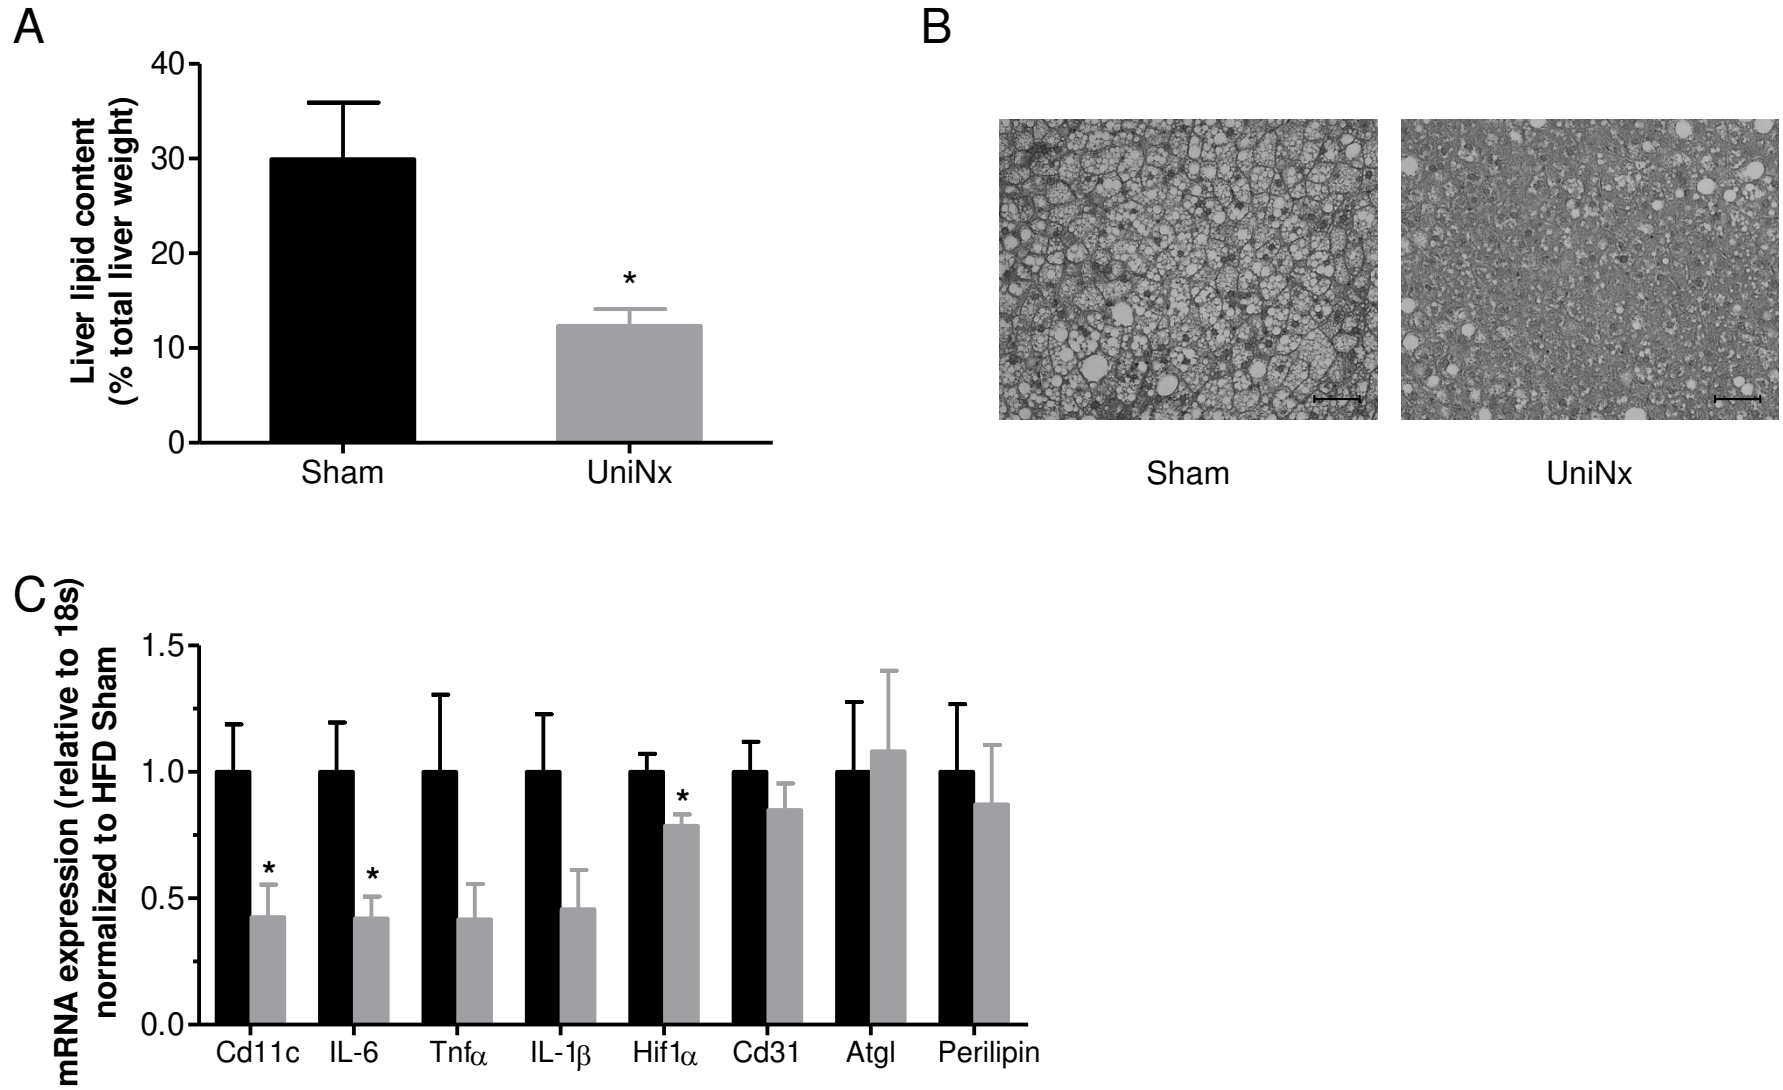 A
B
Liver lipid content
(% total liver weight)
40
30
20
10
0
*
Sham
UniNx
Sham
UniNx
C
mRNA expression (relative to 18s)
normalized to HFD Sham
1.5
1.0
0.5
0.0
* * *
Cd11c IL-6 Tnfα IL-1β Hif1α Cd31 Atgl Perilipin